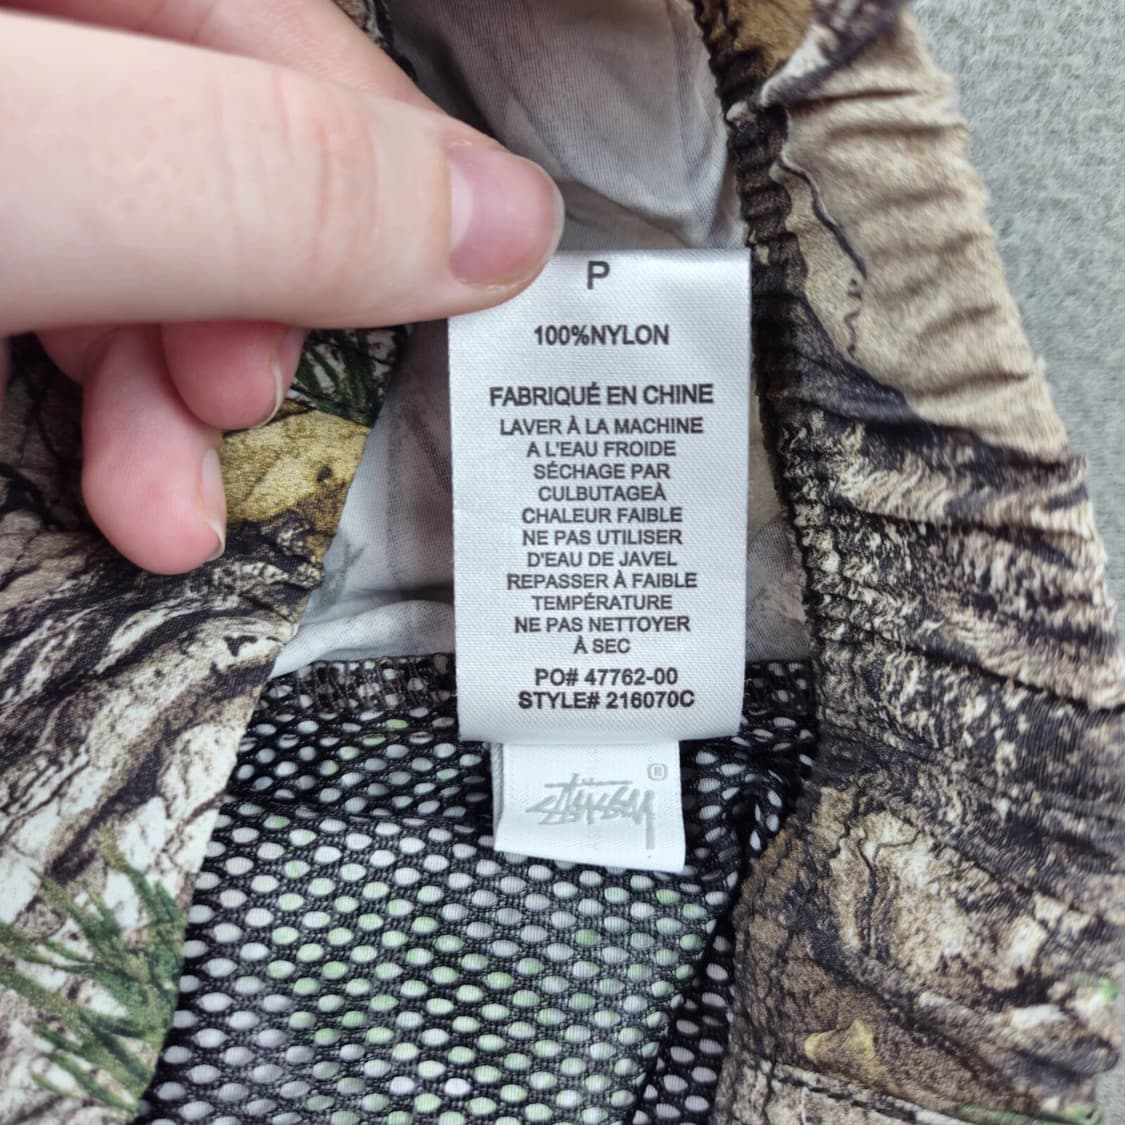 P
100%NYLON
FABRIQUÉ EN CHINE
LAVER À LA MACHINE
A L'EAU FROIDE
SÉCHAGE PAR
CULBUTAGEÀ
CHALEUR FAIBLE
NE PAS UTILISER
D'EAU DE JAVEL
REPASSER À FAIBLE
TEMPÉRATURE
NE PAS NETTOYER
À SEC
PO# 47762-00
STYLE# 216070C
Stüssy ®